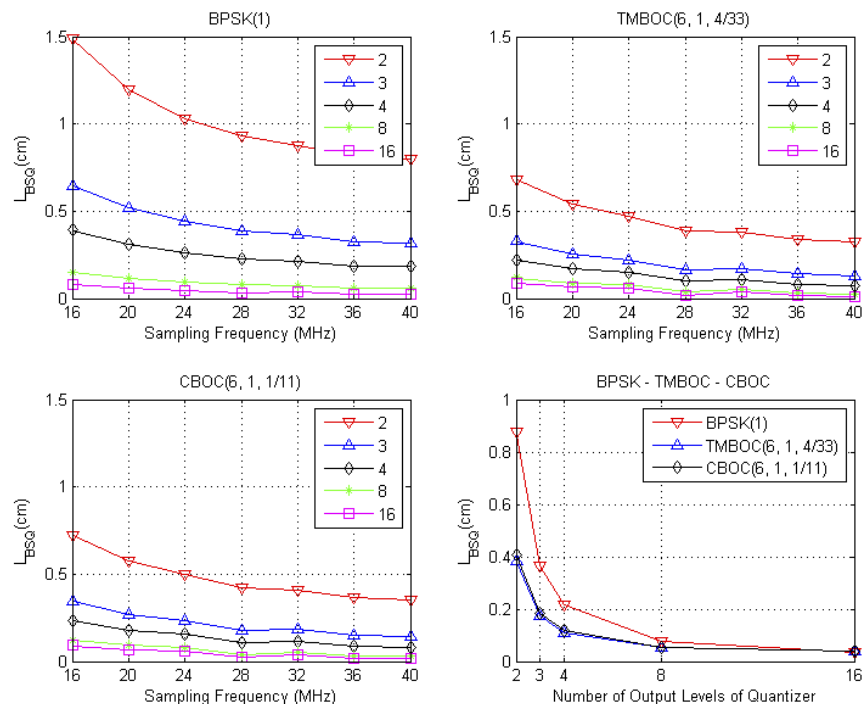 BPSK(1)
1.5
1
0.5
0
L_BSQ(cm)
2
3
4
8
16
16 20 24 28 32 36 40
Sampling Frequency (MHz)
TMBOC(6, 1, 4/33)
1.5
1
0.5
0
L_BSQ(cm)
2
3
4
8
16
16 20 24 28 32 36 40
Sampling Frequency (MHz)
CBOC(6, 1, 1/11)
1.5
1
0.5
0
L_BSQ(cm)
2
3
4
8
16
16 20 24 28 32 36 40
Sampling Frequency (MHz)
BPSK - TMBOC - CBOC
1
0.8
0.6
0.4
0.2
0
L_BSQ(cm)
BPSK(1)
TMBOC(6, 1, 4/33)
CBOC(6, 1, 1/11)
2 3 4 8 16
Number of Output Levels of Quantizer